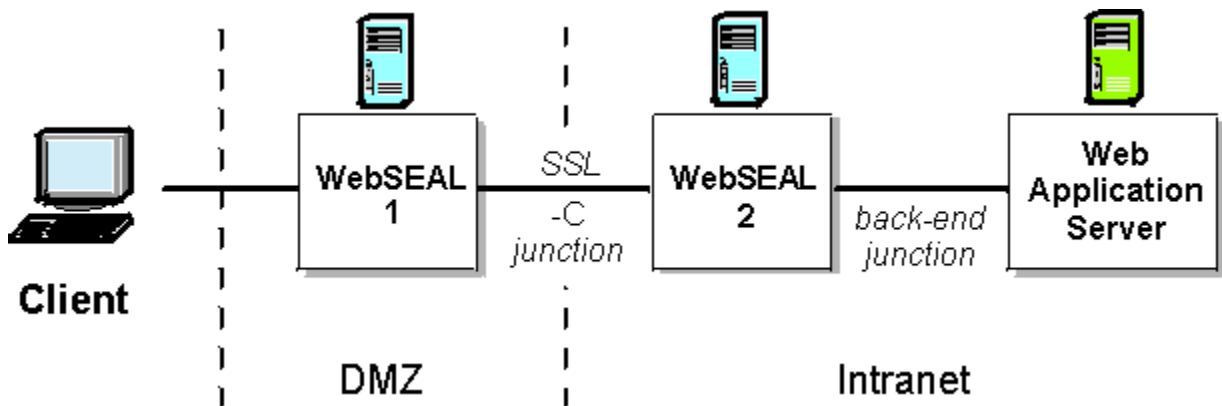 Client
WebSEAL
1
SSL
-C
junction
WebSEAL
2
back-end
junction
Web
Application
Server
DMZ
Intranet